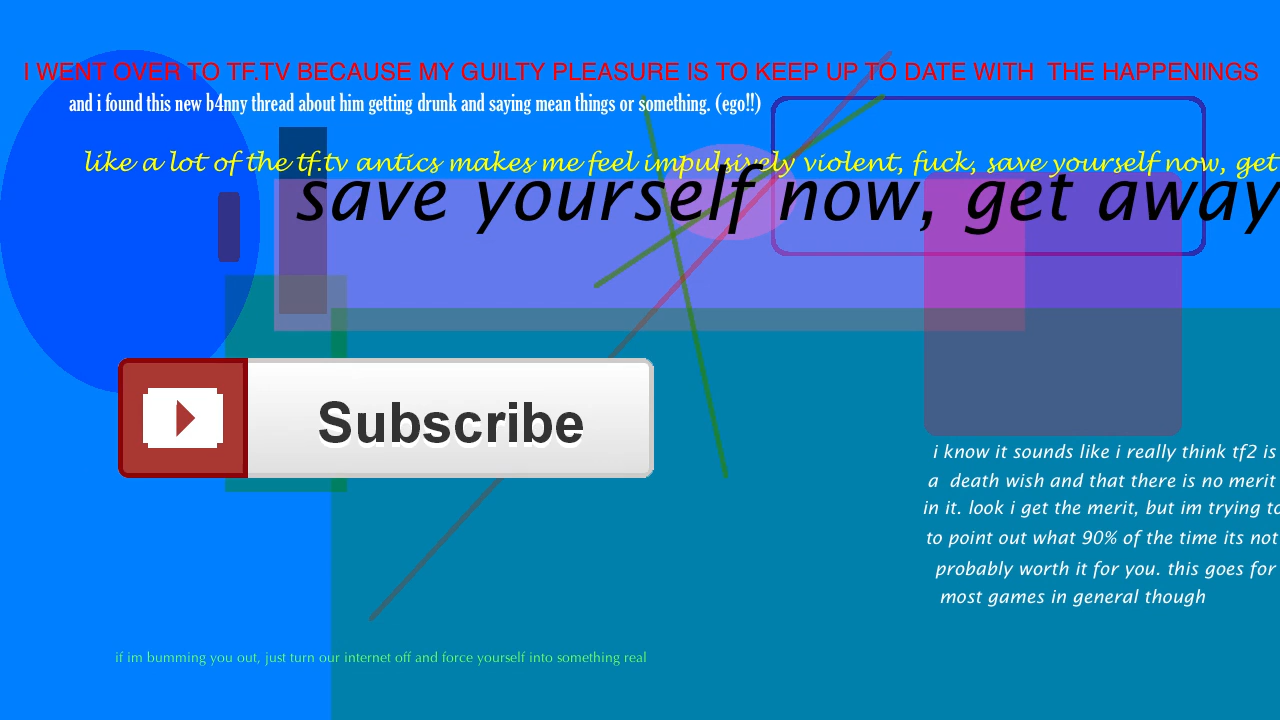 I WENT OVER TO TF.TV BECAUSE MY GUILTY PLEASURE IS TO KEEP UP TO DATE WITH  THE HAPPENINGS
and i found this new b4nny thread about him getting drunk and saying mean things or something. (ego!!)
like a lot of the tf.tv antics makes me feel impulsively violent, fuck, save yourself now, get
save yourself now, get away
Subscribe
i know it sounds like i really think tf2 is
a  death wish and that there is no merit
in it. look i get the merit, but im trying to
to point out what 90% of the time its not
probably worth it for you. this goes for
most games in general though
if im bumming you out, just turn our internet off and force yourself into something real